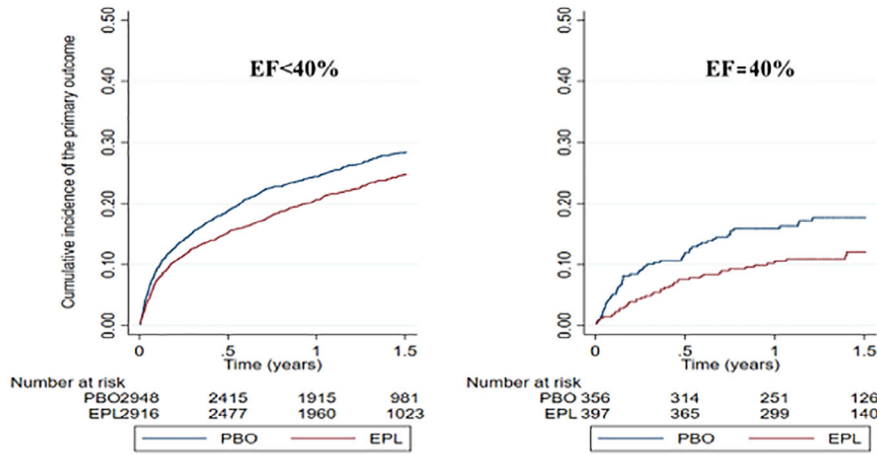 Cumulative incidence of the primary outcome
EF<40%
0.50
0.40
0.30
0.20
0.10
0.00
0 .5 1 1.5
Time (years)
Number at risk
PBO2948 2415 1915 981
EPL2916 2477 1960 1023
PBO EPL
EF=40%
0.50
0.40
0.30
0.20
0.10
0.00
0 .5 1 1.5
Time (years)
Number at risk
PBO 356 314 251 126
EPL 397 365 299 140
PBO EPL